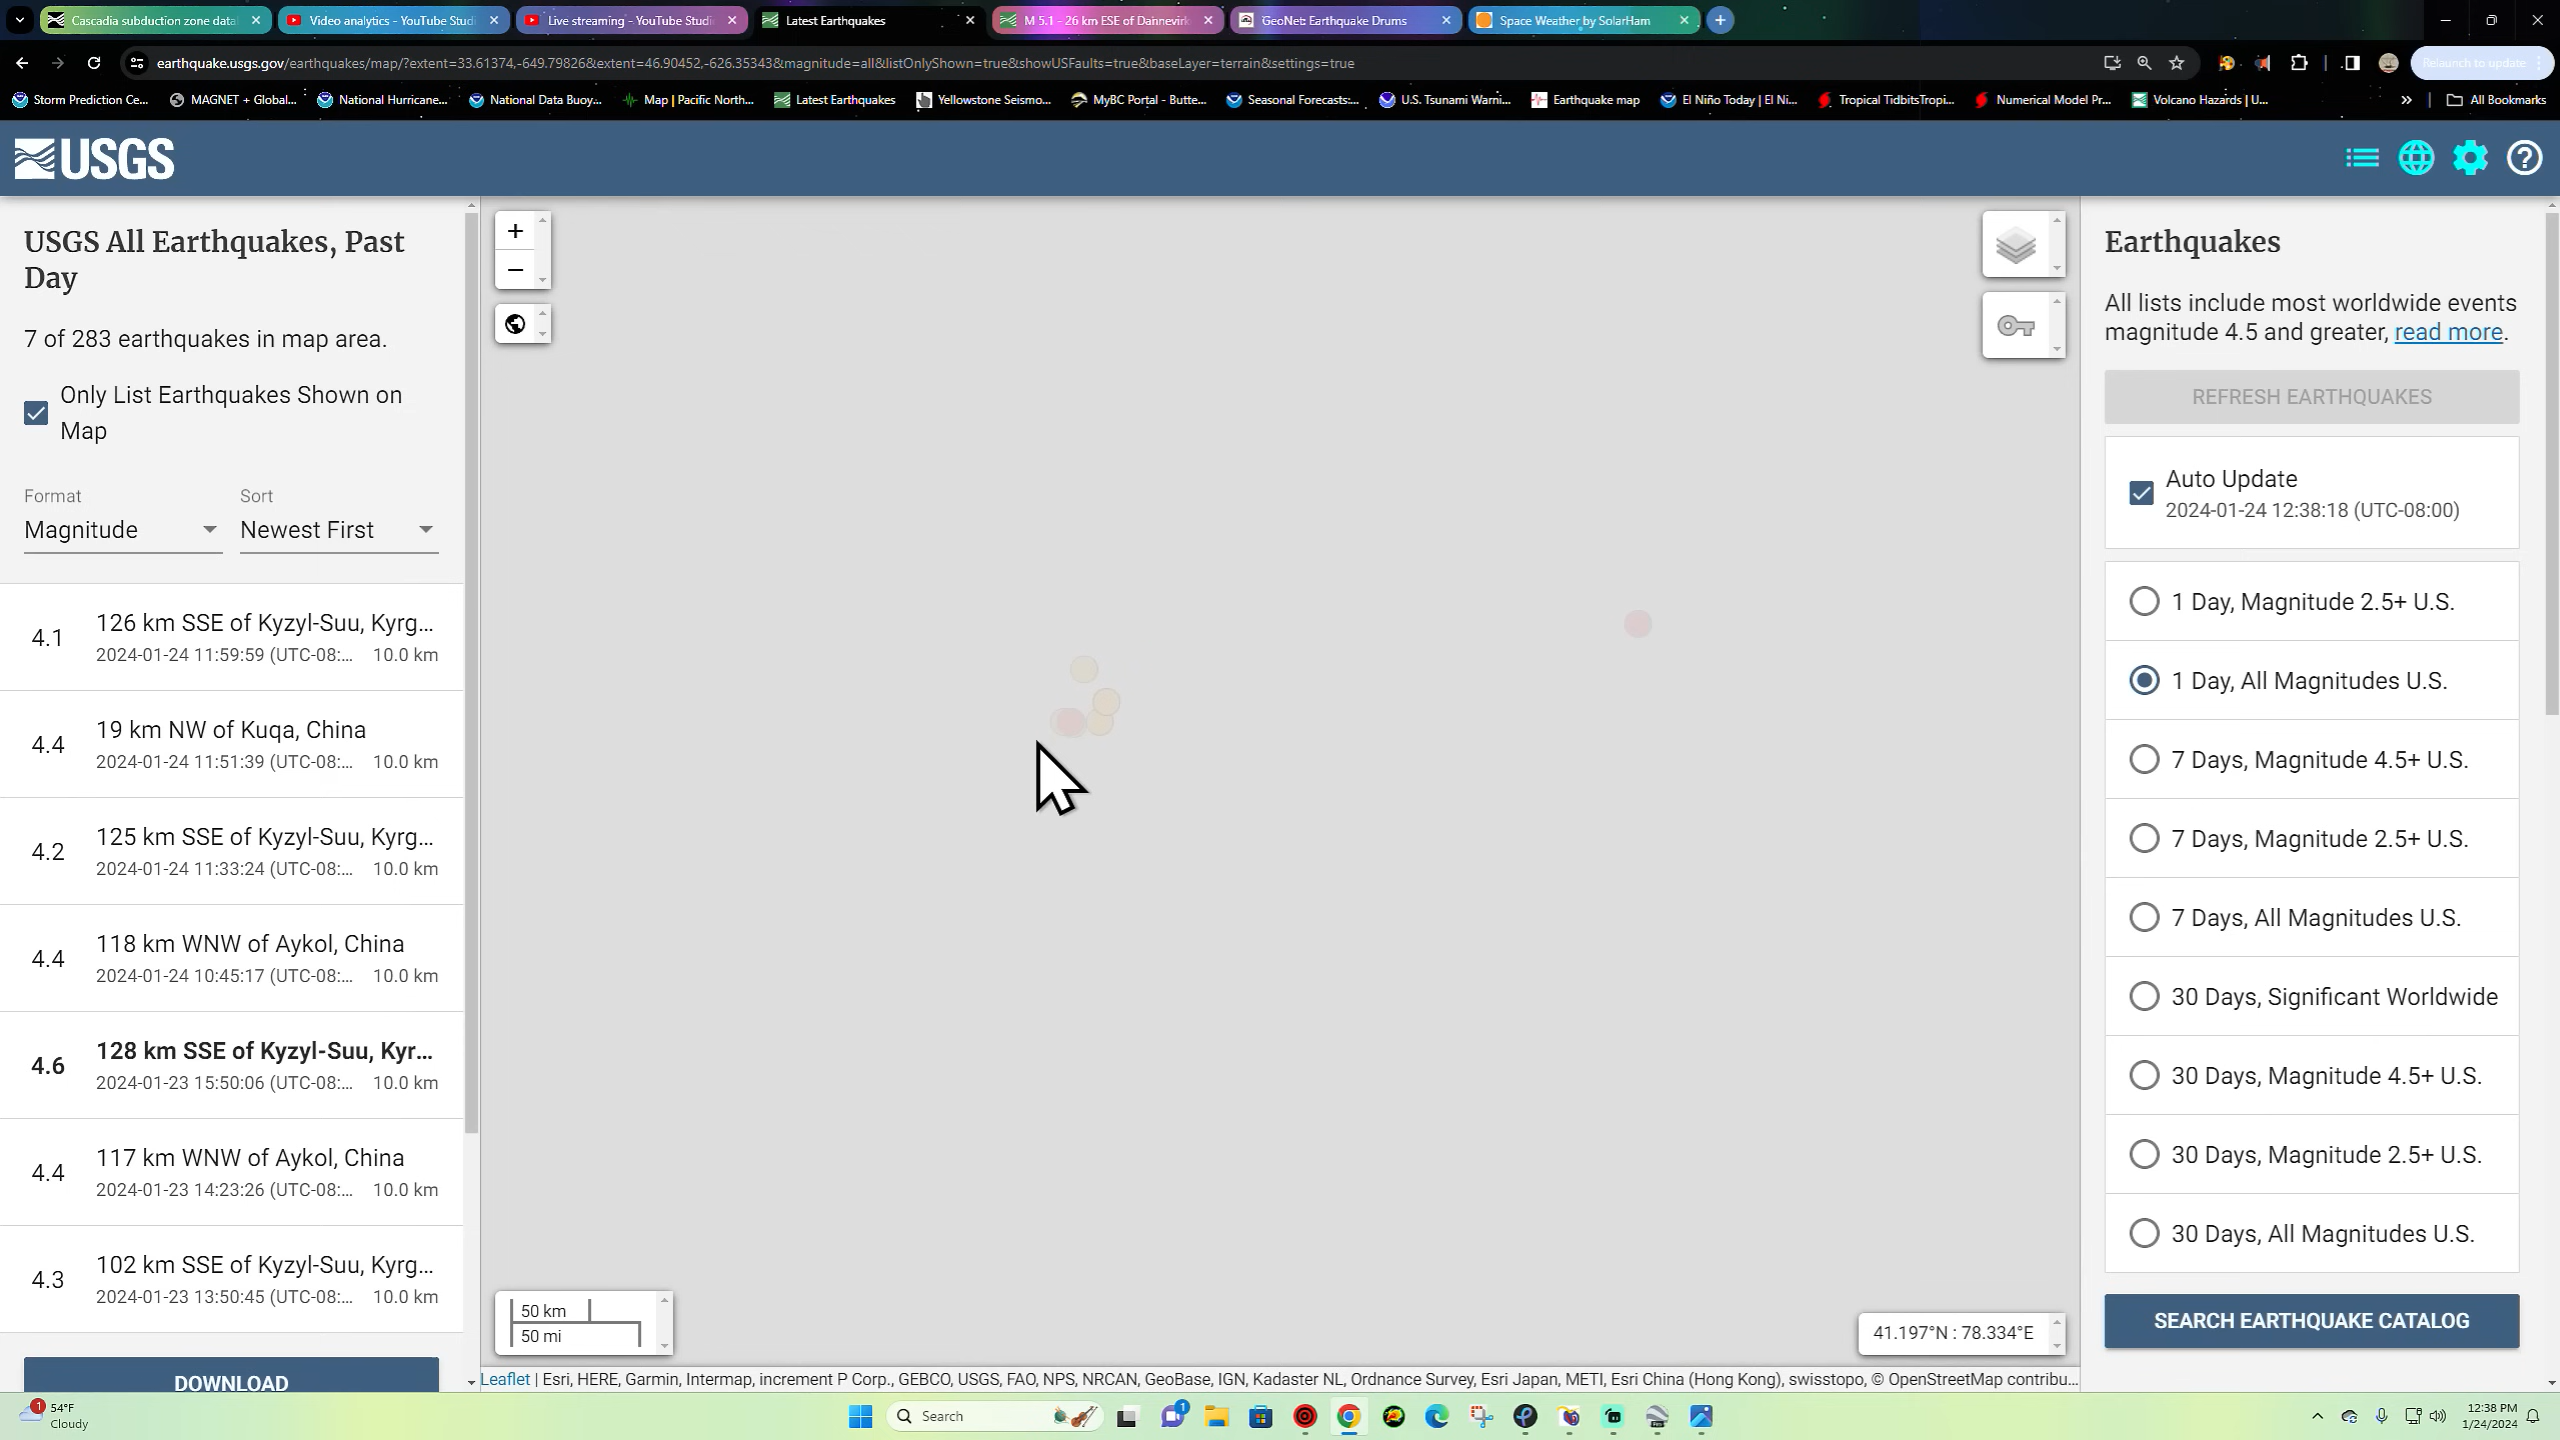 Cascadia subduction zone data
Video analytics - YouTube Studi
Live streaming - YouTube Studi
Latest Earthquakes
M 5.1 - 26 km ESE of Dannevirk
GeoNet: Earthquake Drums
Space Weather by SolarHam
earthquake.usgs.gov/earthquakes/map/?extent=33.61374,-649.79826&extent=46.90452,-626.35343&magnitude=all&listOnlyShown=true&showUSFaults=true&baseLayer=terrain&settings=true
Relaunch to update
Storm Prediction Ce...
MAGNET + Global...
National Hurricane...
National Data Buoy...
Map | Pacific North...
Latest Earthquakes
Yellowstone Seismo...
MyBC Portal - Butte...
Seasonal Forecasts:...
U.S. Tsunami Warni...
Earthquake map
El Niño Today | El Ni...
Tropical TidbitsTropi...
Numerical Model Pr...
Volcano Hazards | U...
All Bookmarks
USGS
USGS All Earthquakes, Past
Day
7 of 283 earthquakes in map area.
Only List Earthquakes Shown on
Map
Format
Sort
Magnitude
Newest First
4.1
126 km SSE of Kyzyl-Suu, Kyrg...
2024-01-24 11:59:59 (UTC-08:... 10.0 km
4.4
19 km NW of Kuqa, China
2024-01-24 11:51:39 (UTC-08:... 10.0 km
4.2
125 km SSE of Kyzyl-Suu, Kyrg...
2024-01-24 11:33:24 (UTC-08:... 10.0 km
4.4
118 km WNW of Aykol, China
2024-01-24 10:45:17 (UTC-08:... 10.0 km
4.6
128 km SSE of Kyzyl-Suu, Kyr...
2024-01-23 15:50:06 (UTC-08:... 10.0 km
4.4
117 km WNW of Aykol, China
2024-01-23 14:23:26 (UTC-08:... 10.0 km
4.3
102 km SSE of Kyzyl-Suu, Kyrg...
2024-01-23 13:50:45 (UTC-08:... 10.0 km
DOWNLOAD
+
−
50 km
50 mi
41.197°N : 78.334°E
Leaflet | Esri, HERE, Garmin, Intermap, increment P Corp., GEBCO, USGS, FAO, NPS, NRCAN, GeoBase, IGN, Kadaster NL, Ordnance Survey, Esri Japan, METI, Esri China (Hong Kong), swisstopo, © OpenStreetMap contribu...
Earthquakes
All lists include most worldwide events
magnitude 4.5 and greater, read more.
REFRESH EARTHQUAKES
Auto Update
2024-01-24 12:38:18 (UTC-08:00)
1 Day, Magnitude 2.5+ U.S.
1 Day, All Magnitudes U.S.
7 Days, Magnitude 4.5+ U.S.
7 Days, Magnitude 2.5+ U.S.
7 Days, All Magnitudes U.S.
30 Days, Significant Worldwide
30 Days, Magnitude 4.5+ U.S.
30 Days, Magnitude 2.5+ U.S.
30 Days, All Magnitudes U.S.
SEARCH EARTHQUAKE CATALOG
1
54°F
Cloudy
Search
1
12:38 PM
1/24/2024